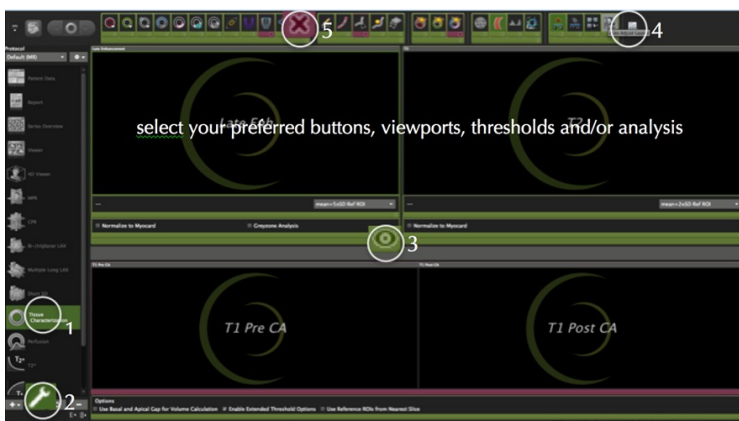 5
4
Protocol
Default (MR)
Late Enhancement
T2
Patient Data
Report
Series Overview
Viewer
3D Viewer
MPR
CPR
Multiple Long LAX
Short 3D
Tissue
Characterization
1
Perfusion
T2*
T2*
2
Late Enh
T2
select your preferred buttons, viewports, thresholds and/or analysis
--
mean+5xSD Ref ROI
--
mean+2xSD Ref ROI
Normalize to Myocard
Greyzone Analysis
Normalize to Myocard
3
T1 Pre CA
T1 Post CA
T1 Pre CA
T1 Post CA
Options
Use Basal and Apical Gap for Volume Calculation
Enable Extended Threshold Options
Use Reference ROIs from Nearest Slice